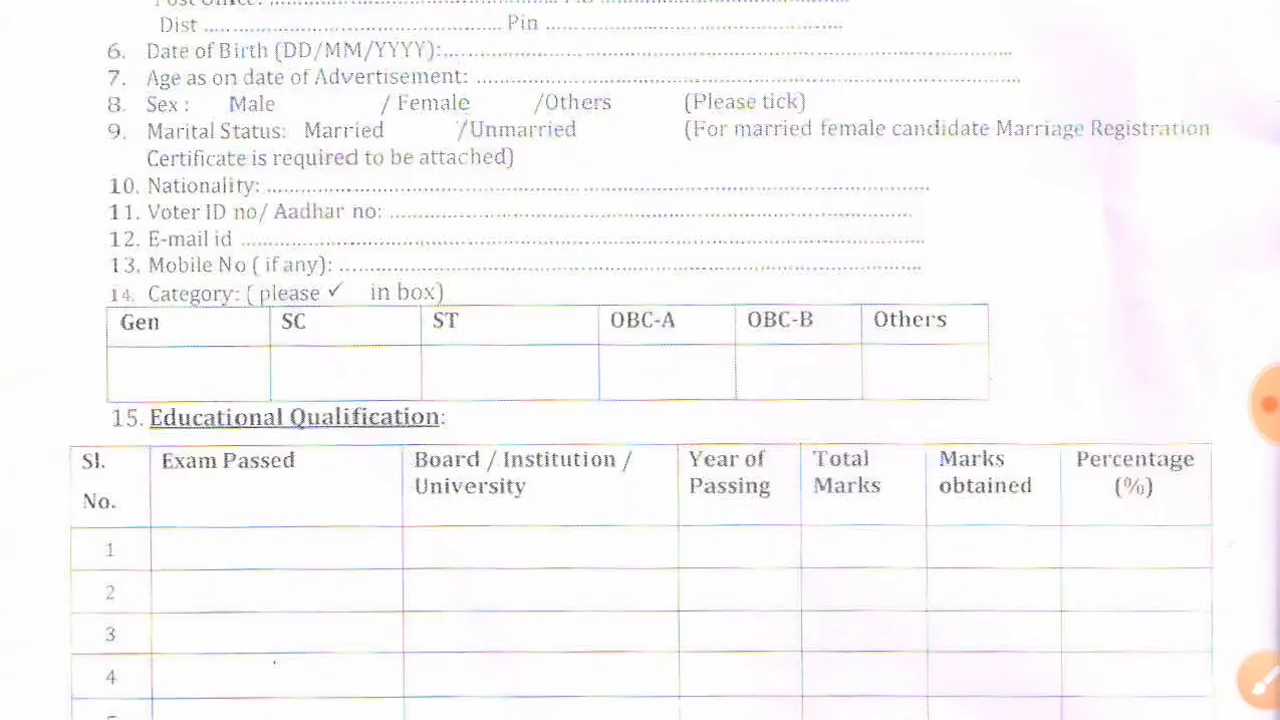 Dist ........................................................ Pin ........................................................
6. Date of Birth (DD/MM/YYYY):........................................................
7. Age as on date of Advertisement: ........................................................
8. Sex : Male / Female /Others (Please tick)
9. Marital Status: Married /Unmarried (For married female candidate Marriage Registration
Certificate is required to be attached)
10. Nationality: ........................................................
11. Voter ID no/ Aadhar no: ........................................................
12. E-mail id ........................................................
13. Mobile No ( if any): ........................................................
14. Category: ( please ✓ in box)
Gen SC ST OBC-A OBC-B Others
15. Educational Qualification:
Sl. No. Exam Passed Board / Institution / University Year of Passing Total Marks Marks obtained Percentage (%)
1
2
3
4